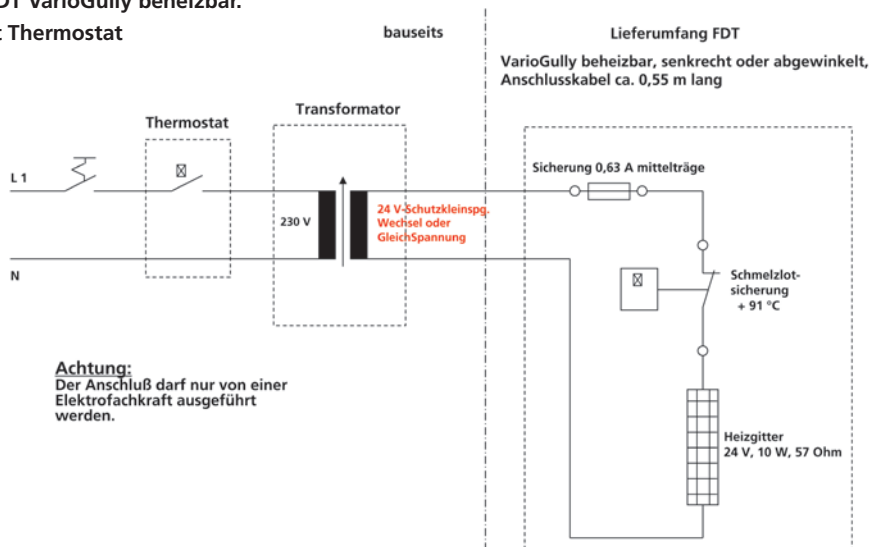 DT VarioGully beheizbar.
t Thermostat
bauseits
Lieferumfang FDT
VarioGully beheizbar, senkrecht oder abgewinkelt,
Anschlusskabel ca. 0,55 m lang
Transformator
Thermostat
Sicherung 0,63 A mittelträge
L 1
230 V
24 V-Schutzkleinspg.
Wechsel oder
GleichSpannung
N
Schmelzlot-
sicherung
+ 91 °C
Achtung:
Der Anschluß darf nur von einer
Elektrofachkraft ausgeführt
werden.
Heizgitter
24 V, 10 W, 57 Ohm